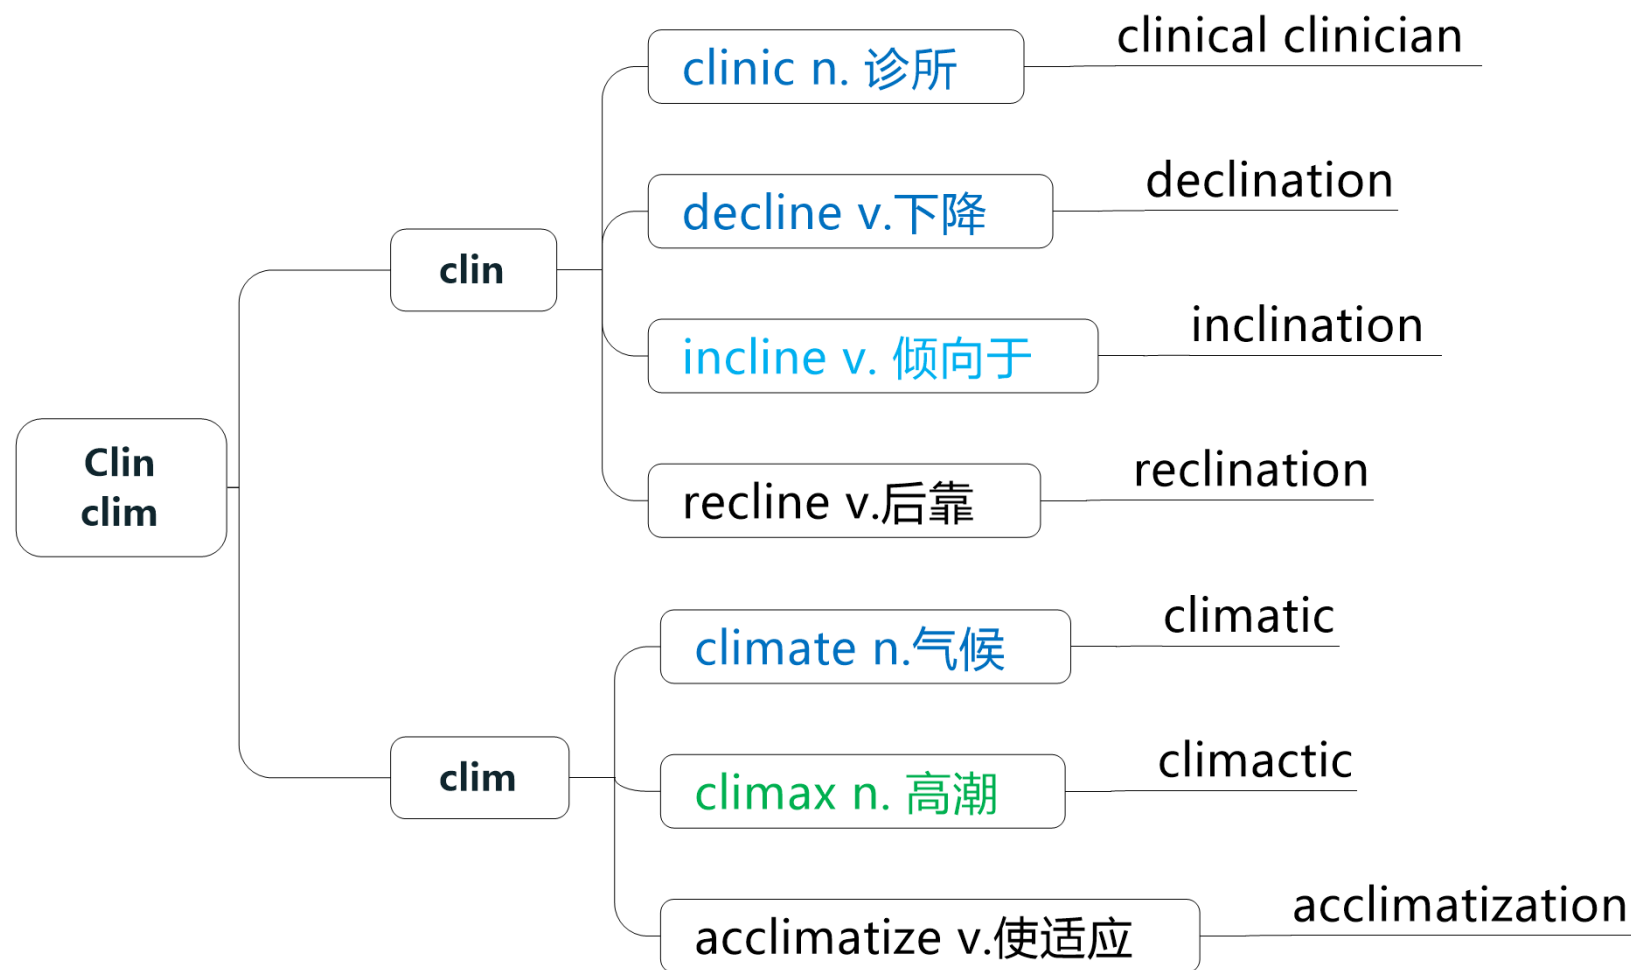 Clin
clim
clin
clinic n. 诊所
clinical clinician
decline v.下降
declination
incline v. 倾向于
inclination
recline v.后靠
reclination
clim
climate n.气候
climatic
climax n. 高潮
climactic
acclimatize v.使适应
acclimatization